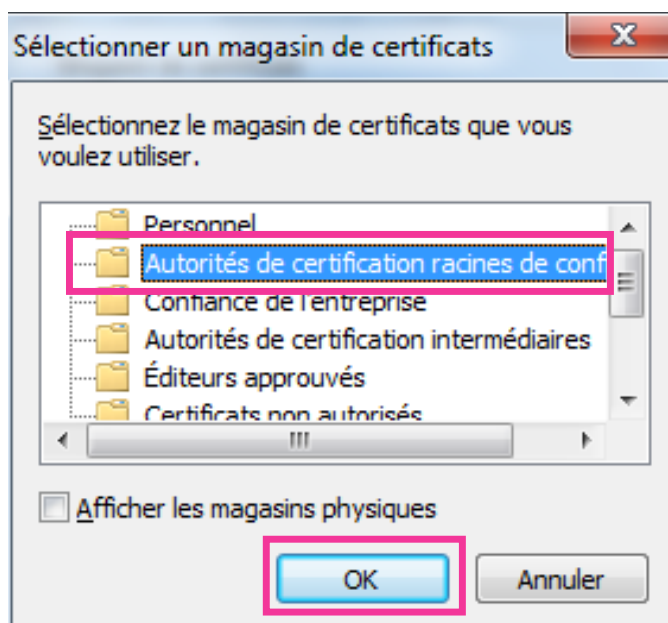 Sélectionner un magasin de certificats
Sélectionnez le magasin de certificats que vous
voulez utiliser.
Personnel
Autorités de certification racines de conf
Confiance de l'entreprise
Autorités de certification intermédiaires
Éditeurs approuvés
Certificats non autorisés
Afficher les magasins physiques
OK
Annuler